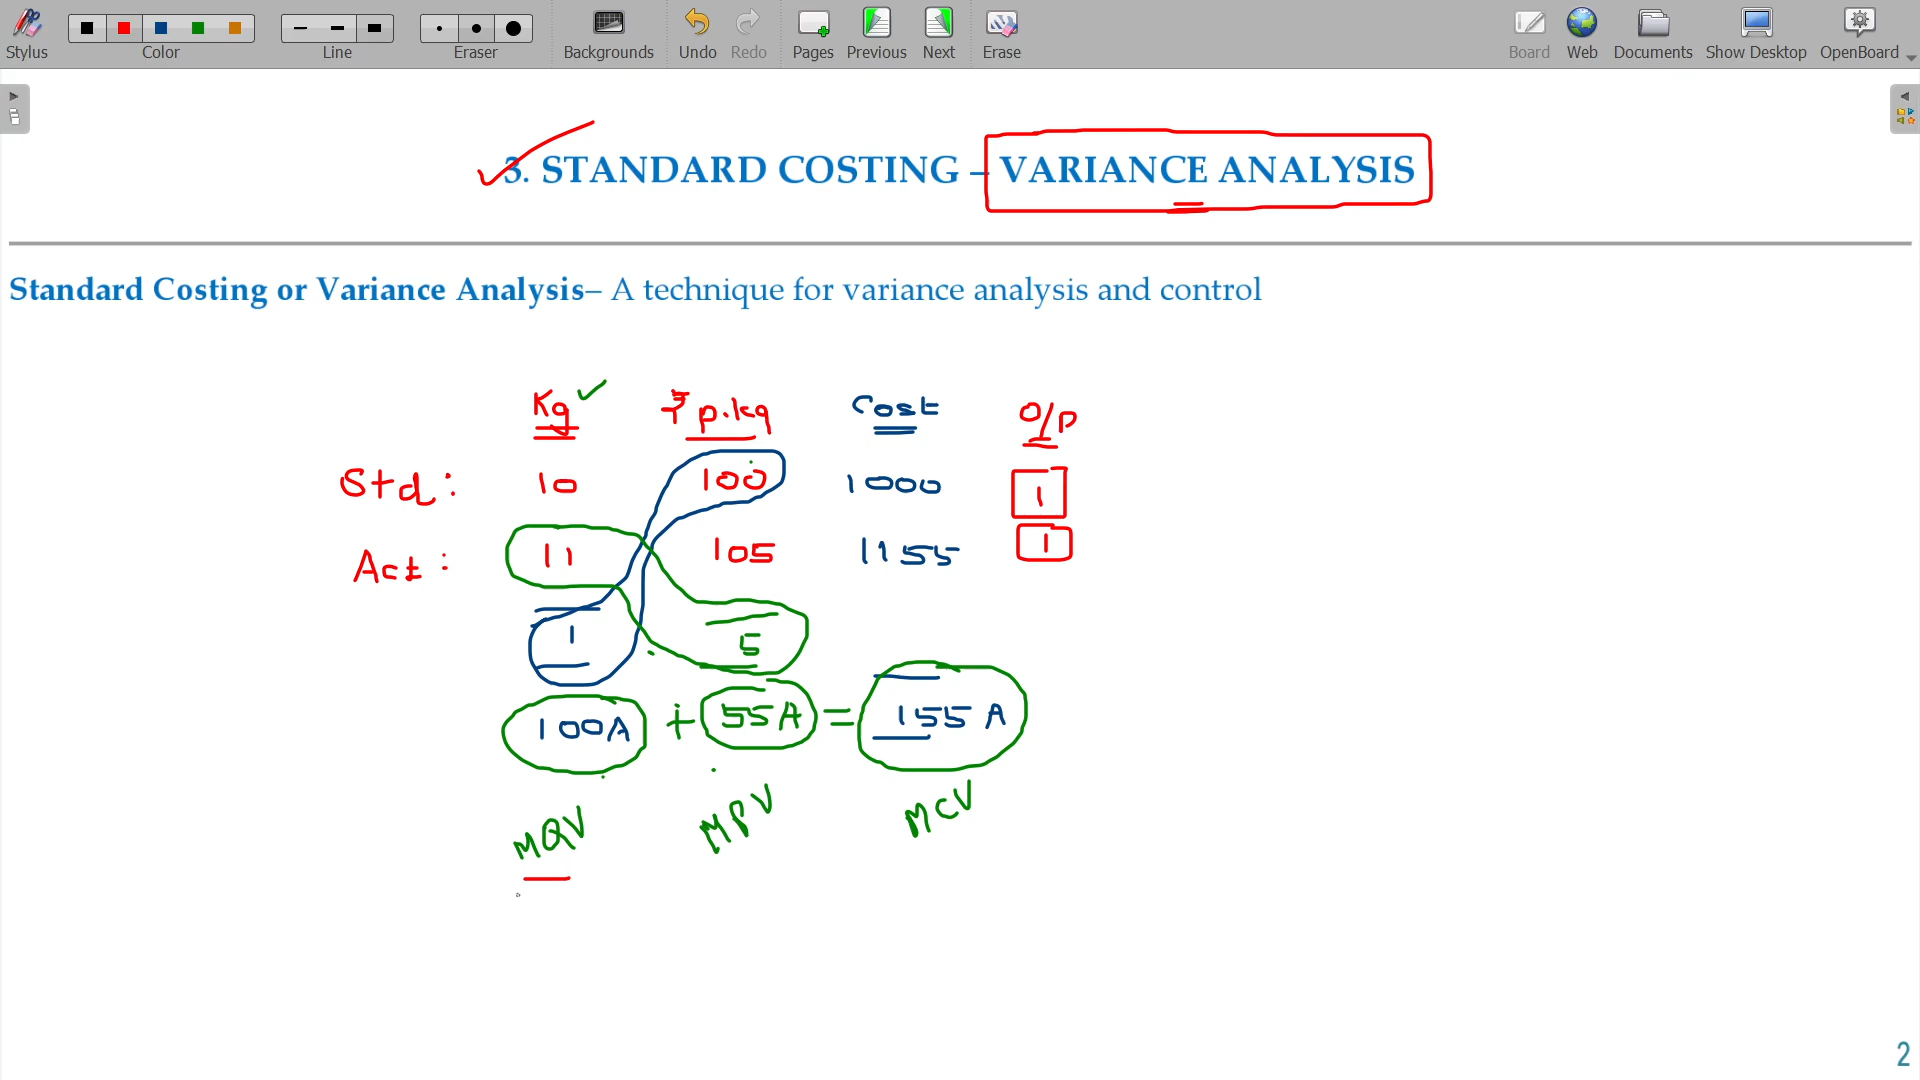 Stylus Color Line Eraser Backgrounds Undo Redo Pages Previous Next Erase Board Web Documents Show Desktop OpenBoard
3. STANDARD COSTING – VARIANCE ANALYSIS
Standard Costing or Variance Analysis– A technique for variance analysis and control
Kg ₹ p.kg Cost O/P
Std: 10 100 1000 1
Act: 11 105 1155 1
1 5
100A + 55A = 155 A
MQV MPV MCV
2